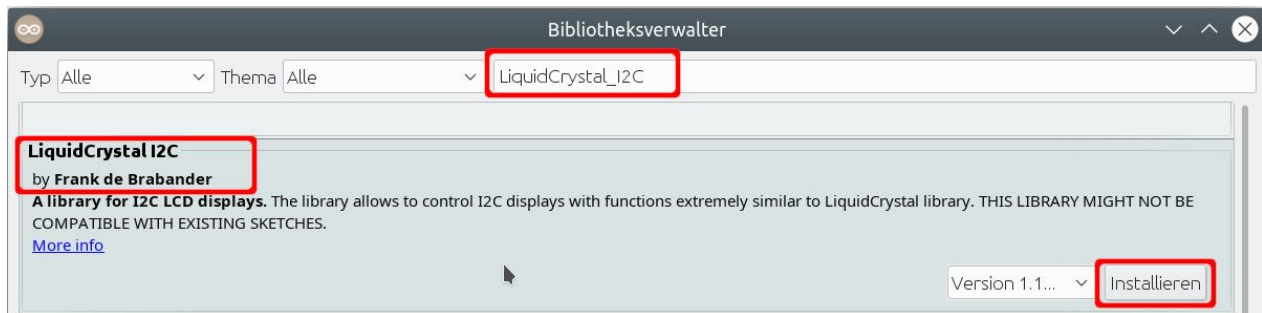 Bibliotheksverwalter
Typ Alle Thema Alle LiquidCrystal_I2C
LiquidCrystal I2C
by Frank de Brabander
A library for I2C LCD displays. The library allows to control I2C displays with functions extremely similar to LiquidCrystal library. THIS LIBRARY MIGHT NOT BE
COMPATIBLE WITH EXISTING SKETCHES.
More info
Version 1.1... Installieren